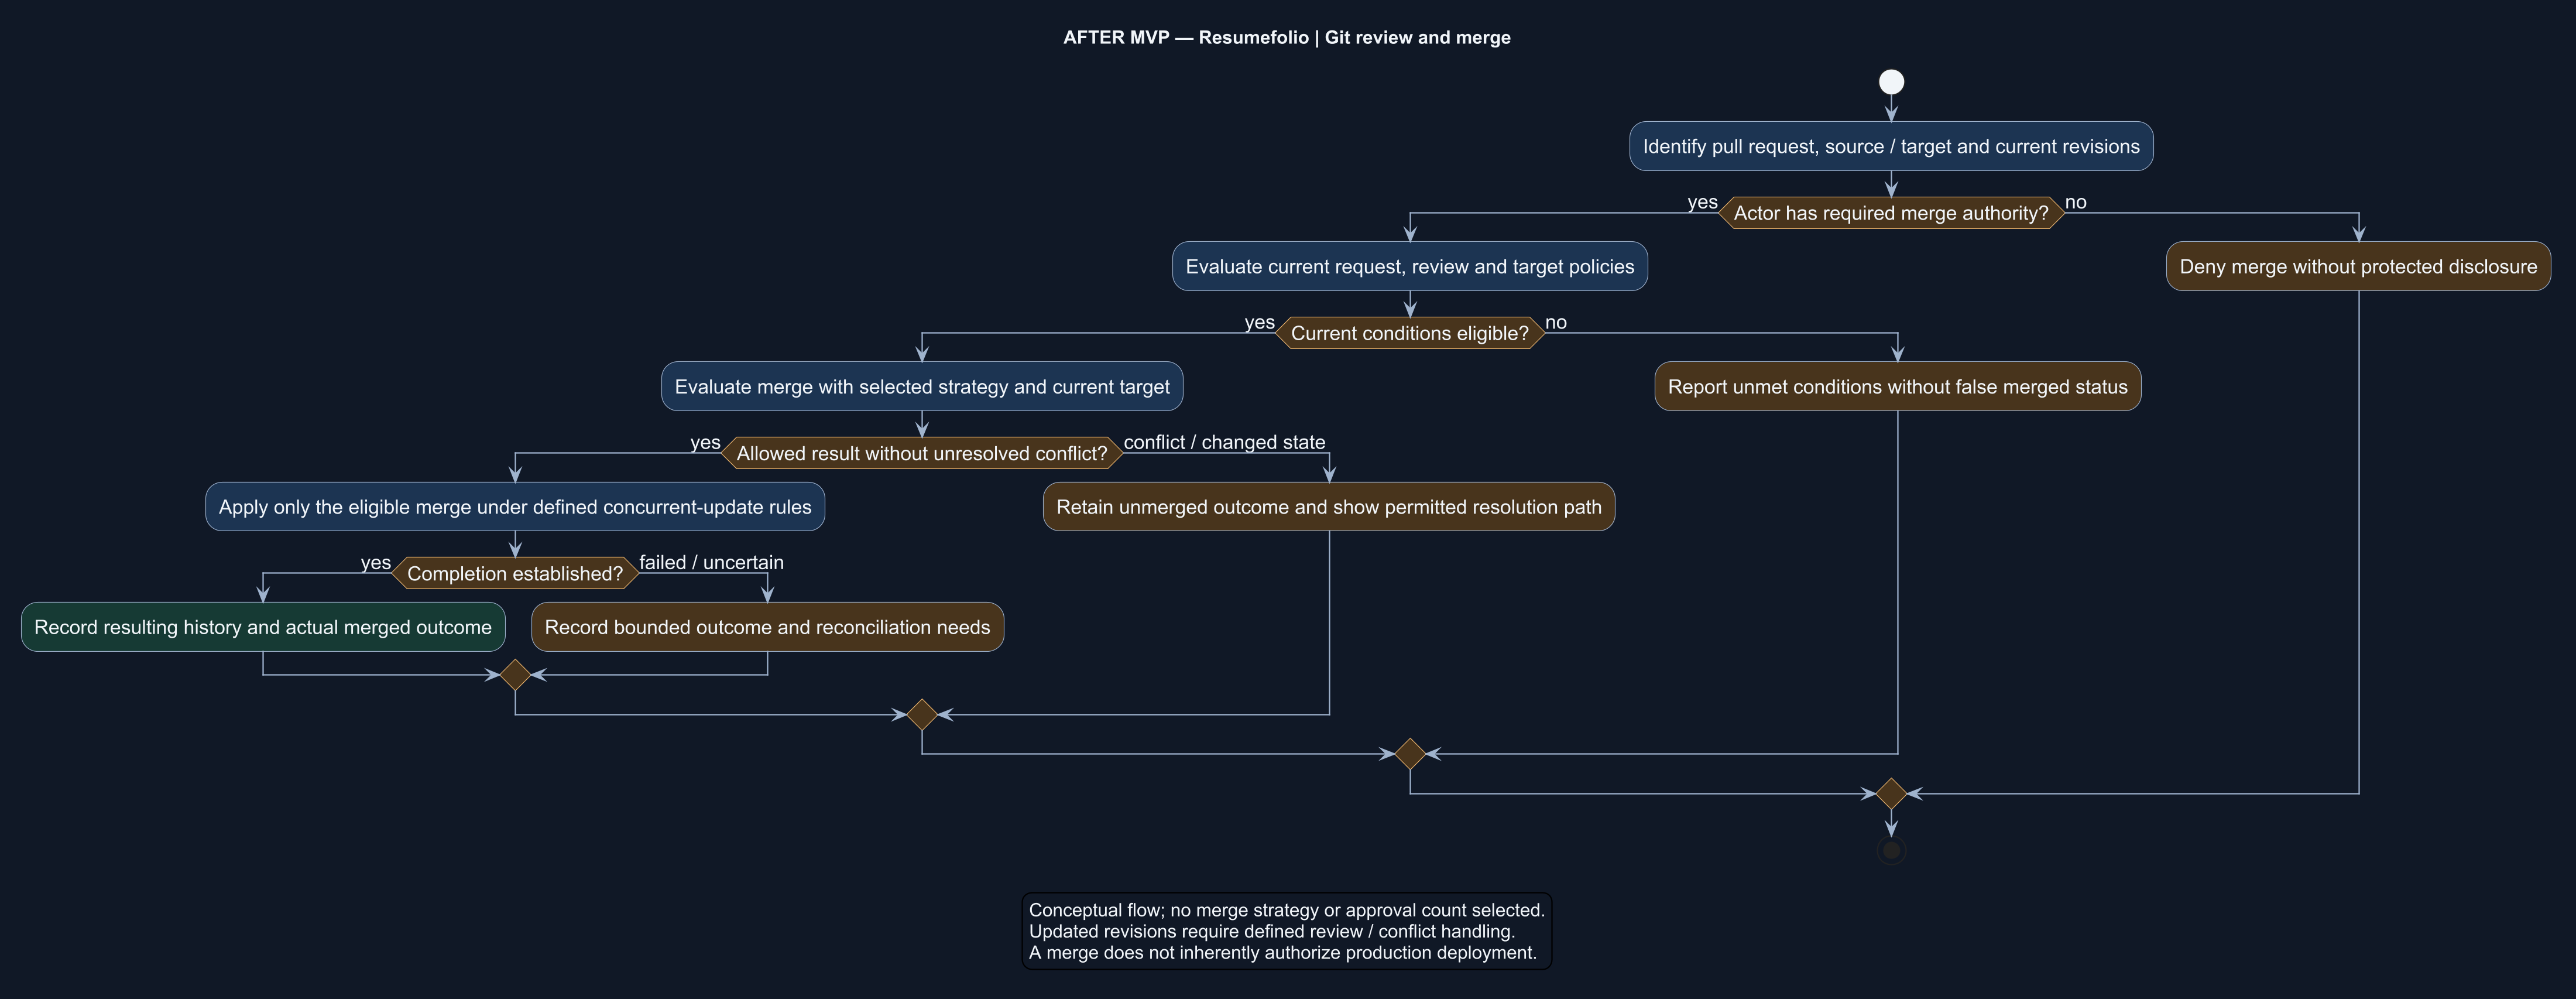 AFTER MVP — Resumefolio | Git review and merge
Identify pull request, source / target and current revisions
yes
Actor has required merge authority?
no
Evaluate current request, review and target policies
Deny merge without protected disclosure
yes
Current conditions eligible?
no
Evaluate merge with selected strategy and current target
Report unmet conditions without false merged status
yes
Allowed result without unresolved conflict?
conflict / changed state
Apply only the eligible merge under defined concurrent-update rules
Retain unmerged outcome and show permitted resolution path
yes
Completion established?
failed / uncertain
Record resulting history and actual merged outcome
Record bounded outcome and reconciliation needs
Conceptual flow; no merge strategy or approval count selected.
Updated revisions require defined review / conflict handling.
A merge does not inherently authorize production deployment.